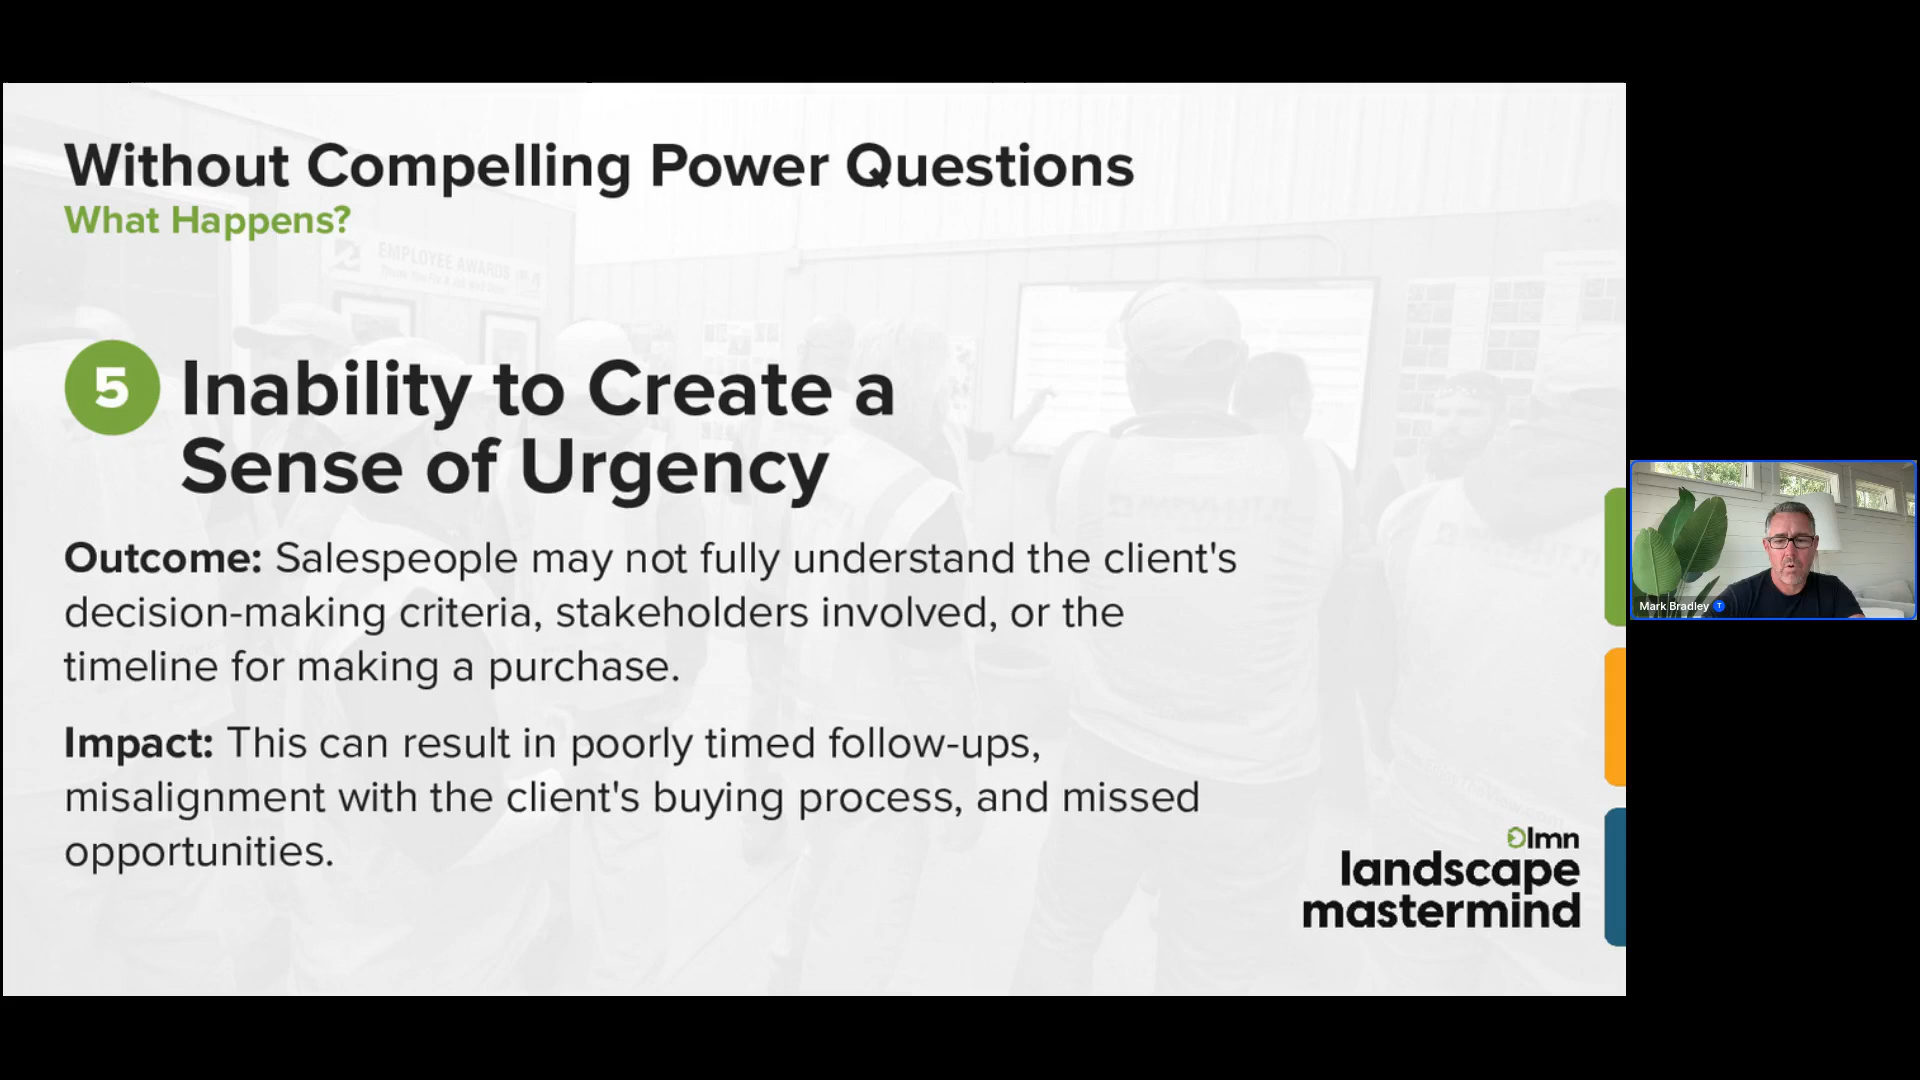 Without Compelling Power Questions
What Happens?
EMPLOYEE AWARDS
5 Inability to Create a
Sense of Urgency
Outcome: Salespeople may not fully understand the client's
decision-making criteria, stakeholders involved, or the
timeline for making a purchase.
Impact: This can result in poorly timed follow-ups,
misalignment with the client's buying process, and missed
opportunities.
lmn
landscape
mastermind
Mark Bradley T